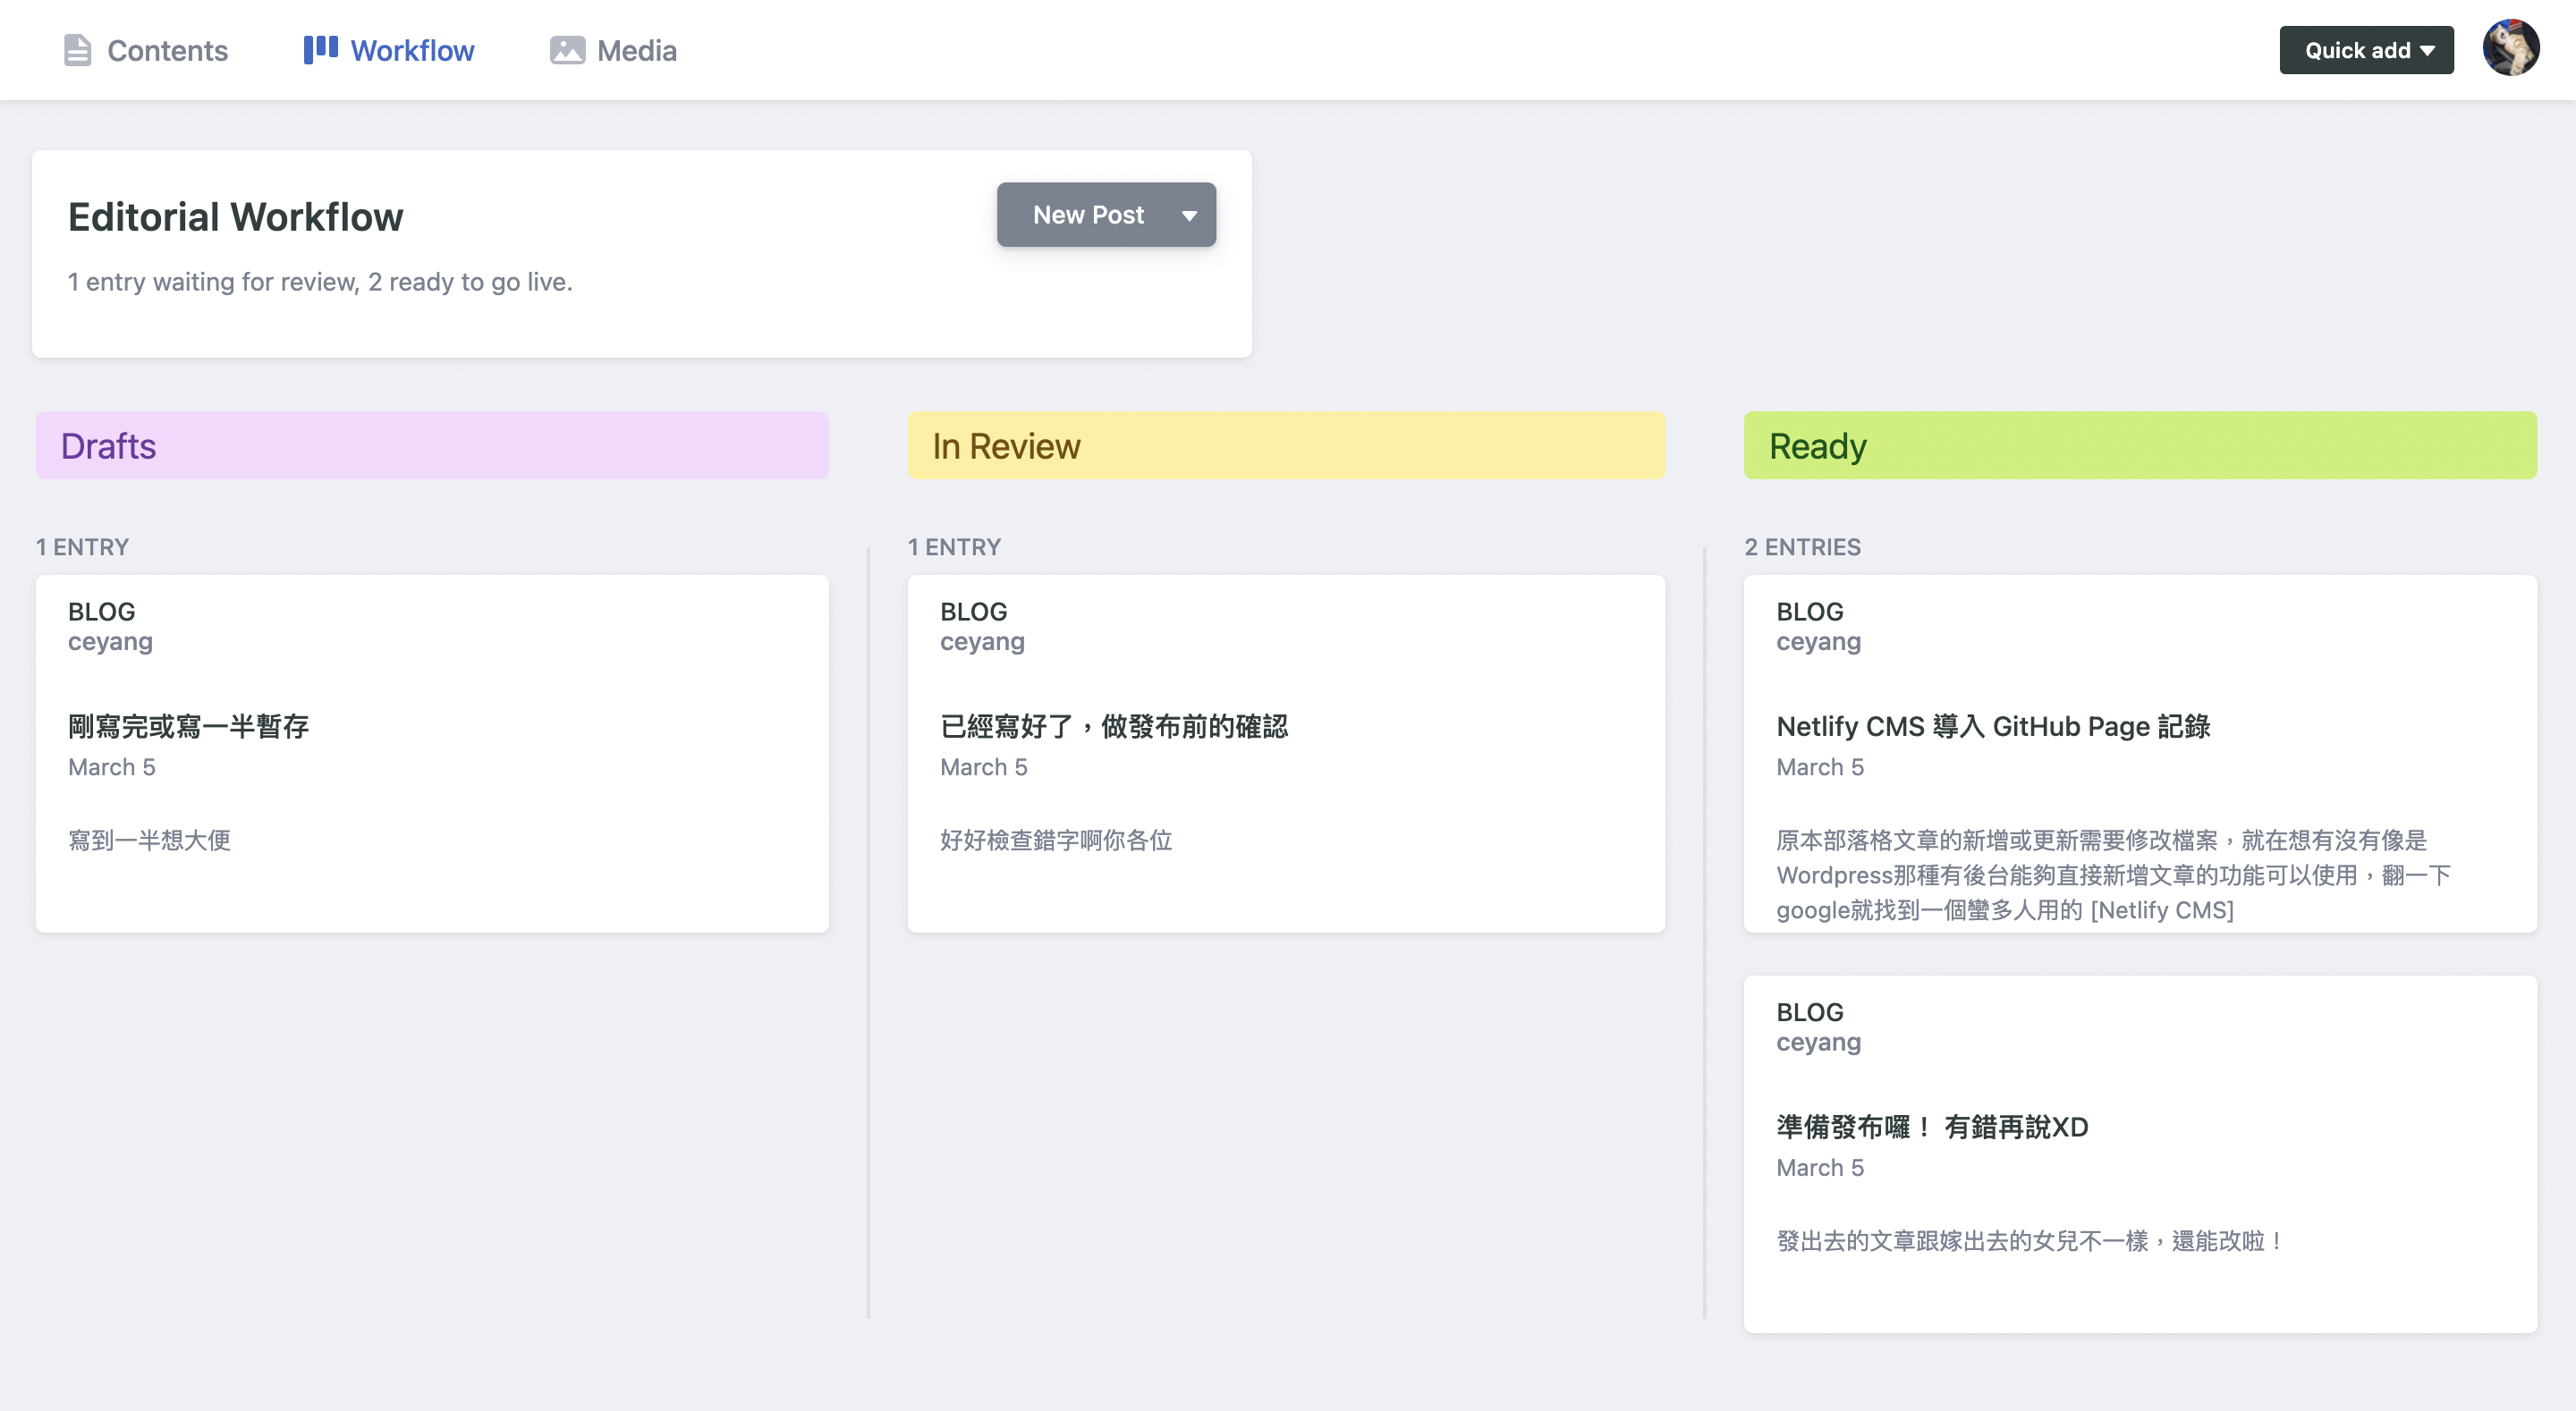 Contents
Workflow
Media
Quick add
Editorial Workflow
New Post
1 entry waiting for review, 2 ready to go live.
Drafts
1 ENTRY
BLOG
ceyang
剛寫完或寫一半暫存
March 5
寫到一半想大便
In Review
1 ENTRY
BLOG
ceyang
已經寫好了，做發布前的確認
March 5
好好檢查錯字啊你各位
Ready
2 ENTRIES
BLOG
ceyang
Netlify CMS 導入 GitHub Page 記錄
March 5
原本部落格文章的新增或更新需要修改檔案，就在想有沒有像是
Wordpress那種有後台能夠直接新增文章的功能可以使用，翻一下
google就找到一個蠻多人用的 [Netlify CMS]
BLOG
ceyang
準備發布囉！ 有錯再說XD
March 5
發出去的文章跟嫁出去的女兒不一樣，還能改啦！